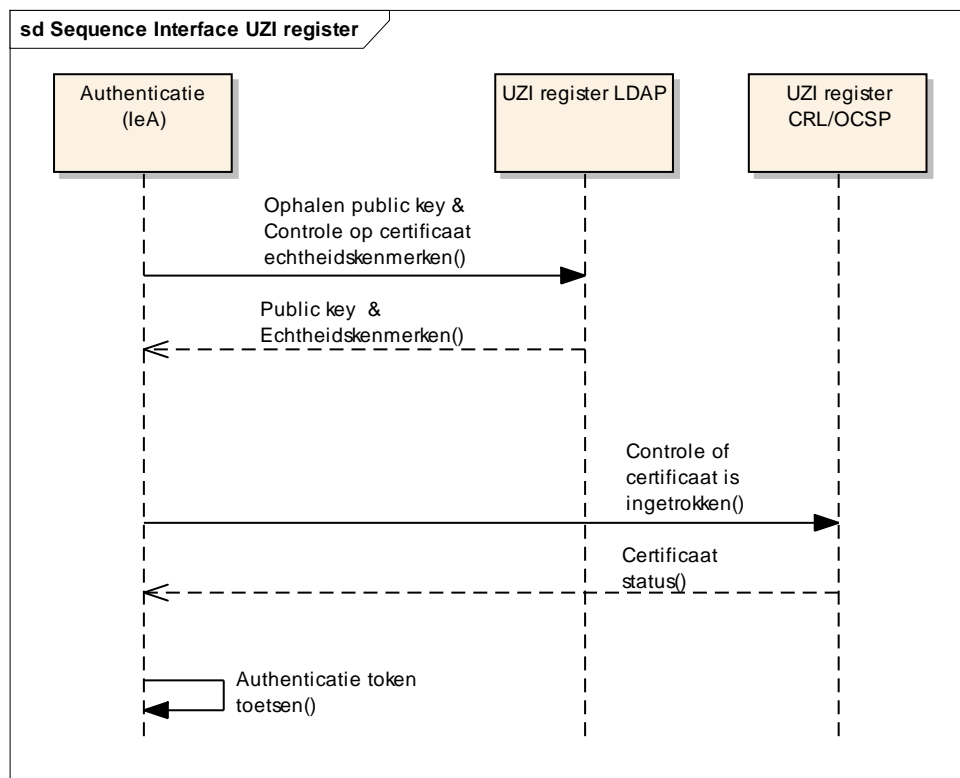 sd Sequence Interface UZI register
Authenticatie
(IeA)
UZI register LDAP
UZI register
CRL/OCSP
Ophalen public key &
Controle op certificaat
echtheidskenmerken()
Public key &
Echtheidskenmerken()
Controle of
certificaat is
ingetrokken()
Certificaat
status()
Authenticatie token
toetsen()